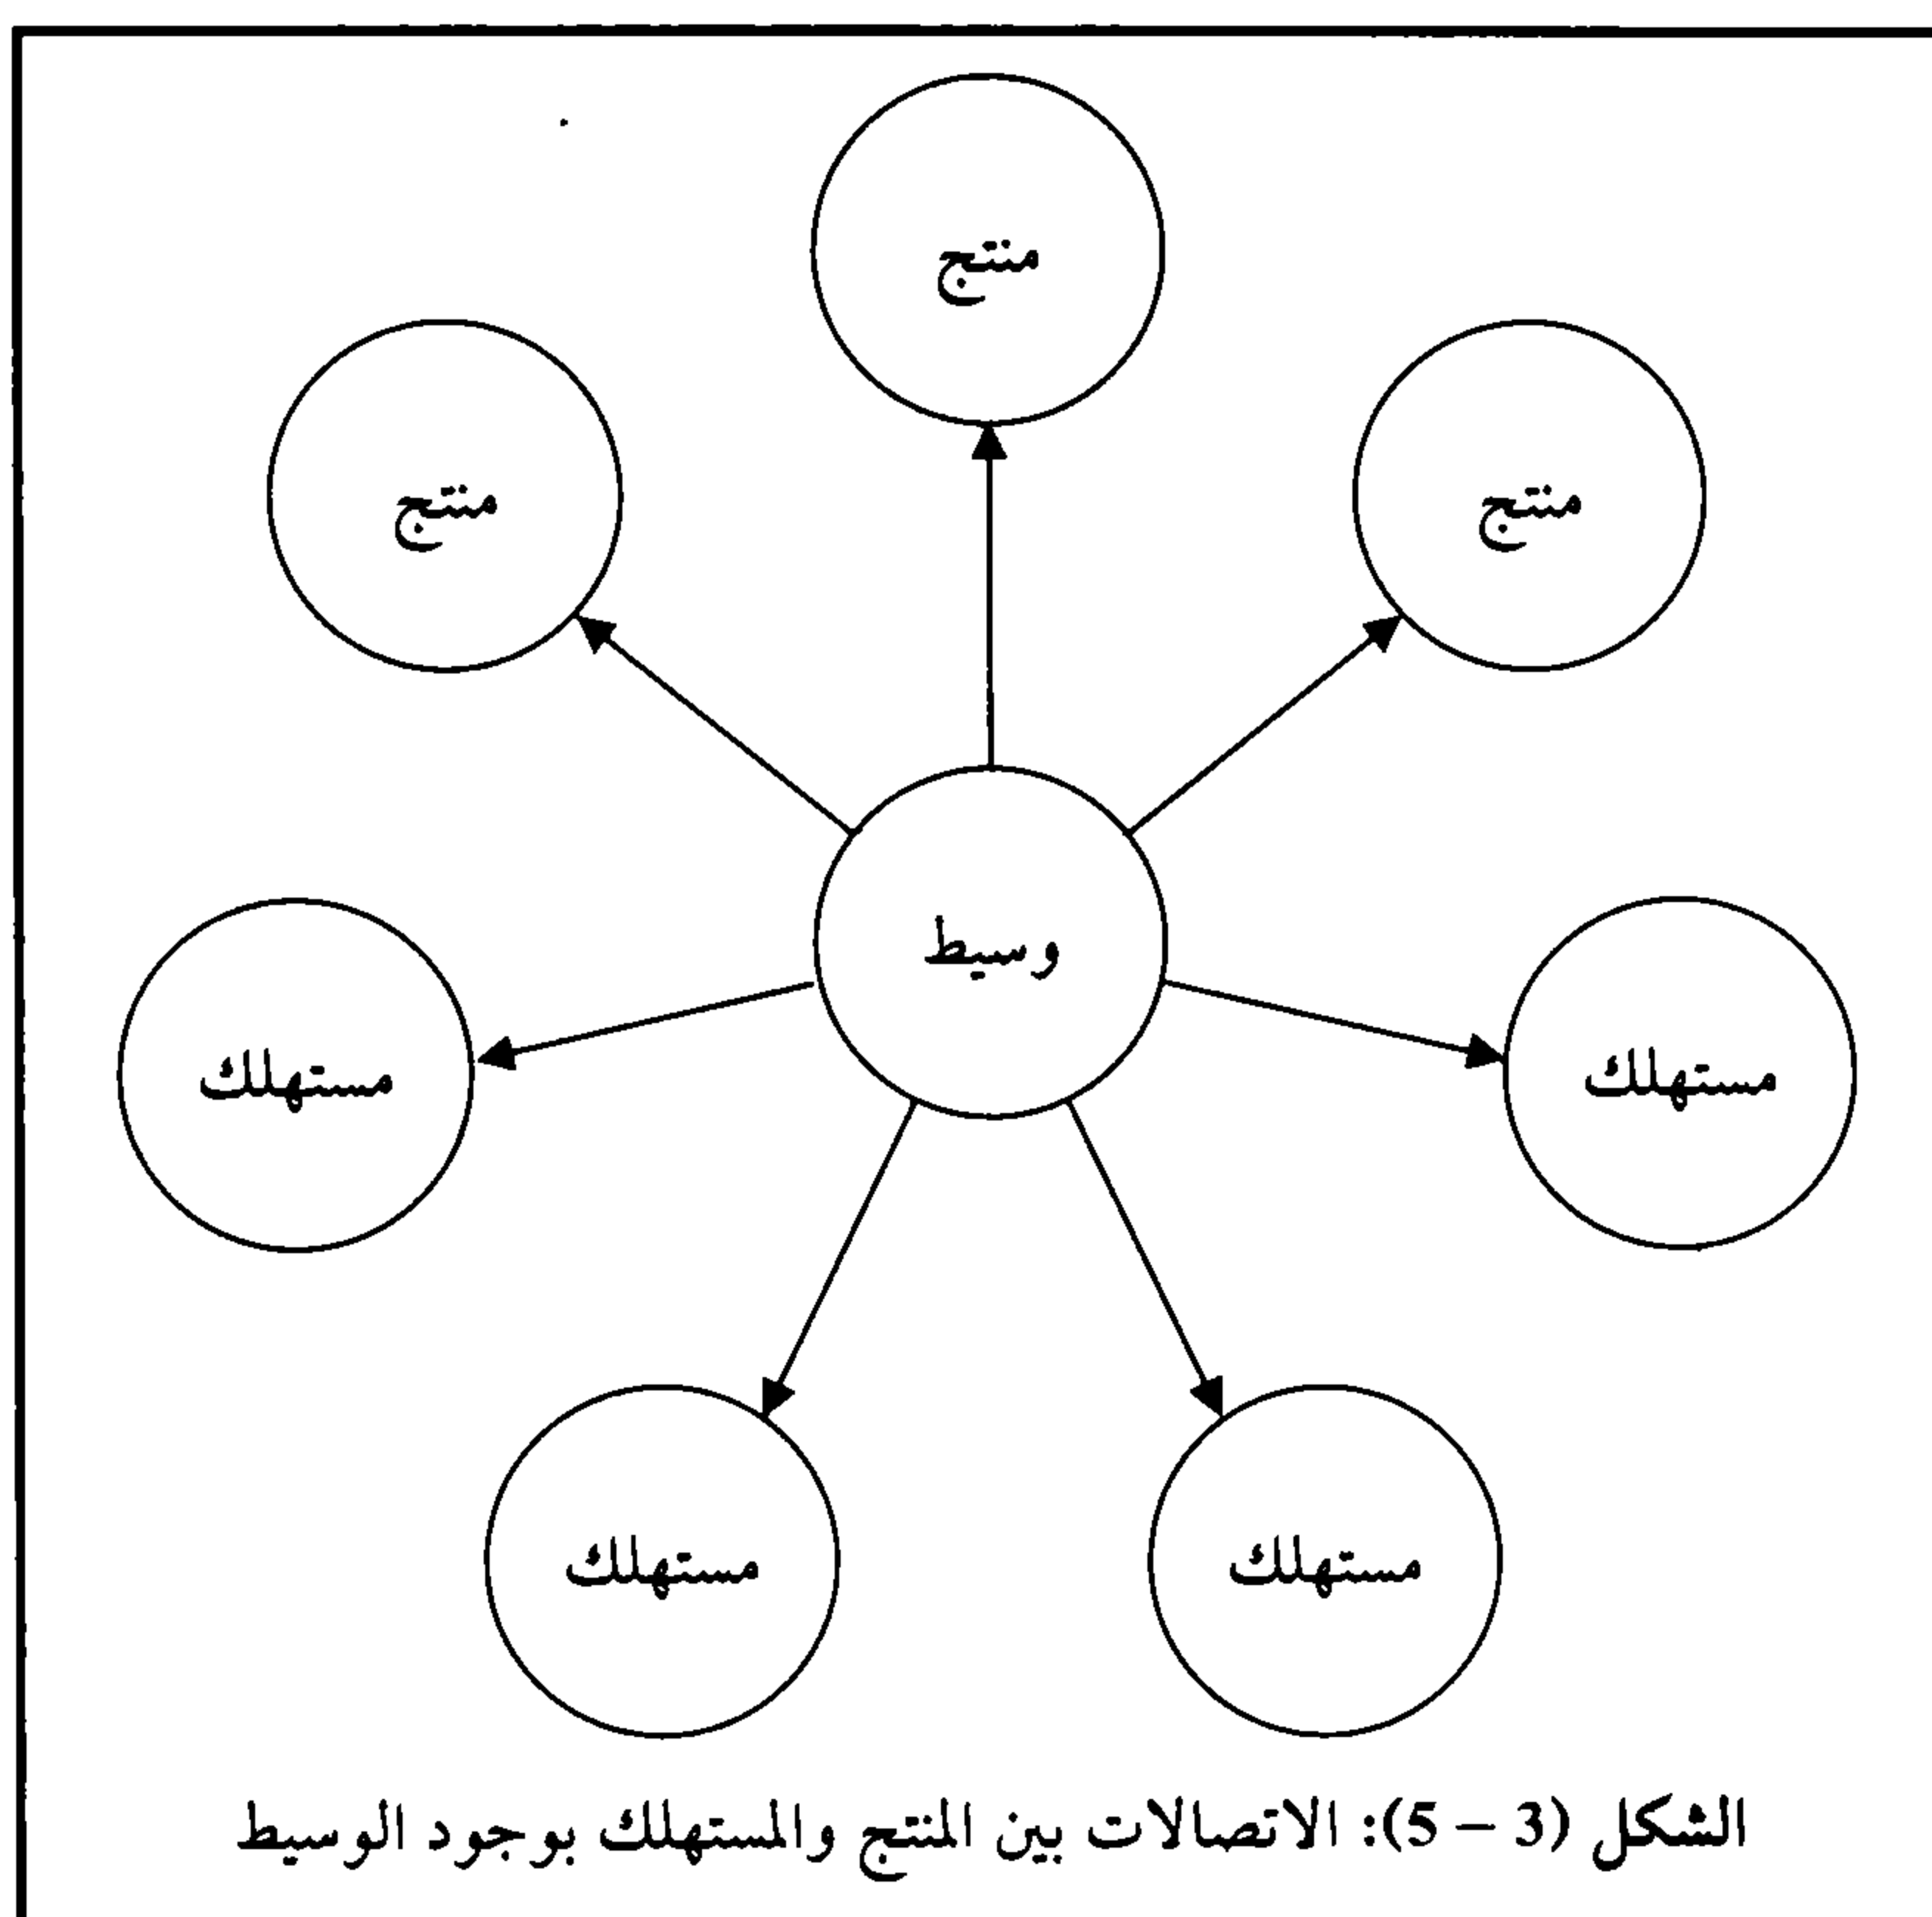 منتج
منتج
منتج
وسيط
مستهلك
مستهلك
مستهلك
مستهلك
الشكل (3 – 5): الاتصالات بين المنتج والمستهلك بوجود الوسيط